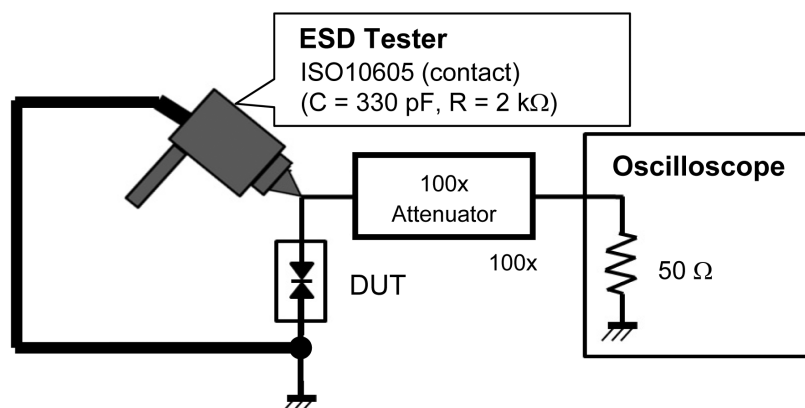 ESD Tester
ISO10605 (contact)
(C = 330 pF, R = 2 kΩ)
100x
Attenuator
100x
Oscilloscope
50 Ω
DUT